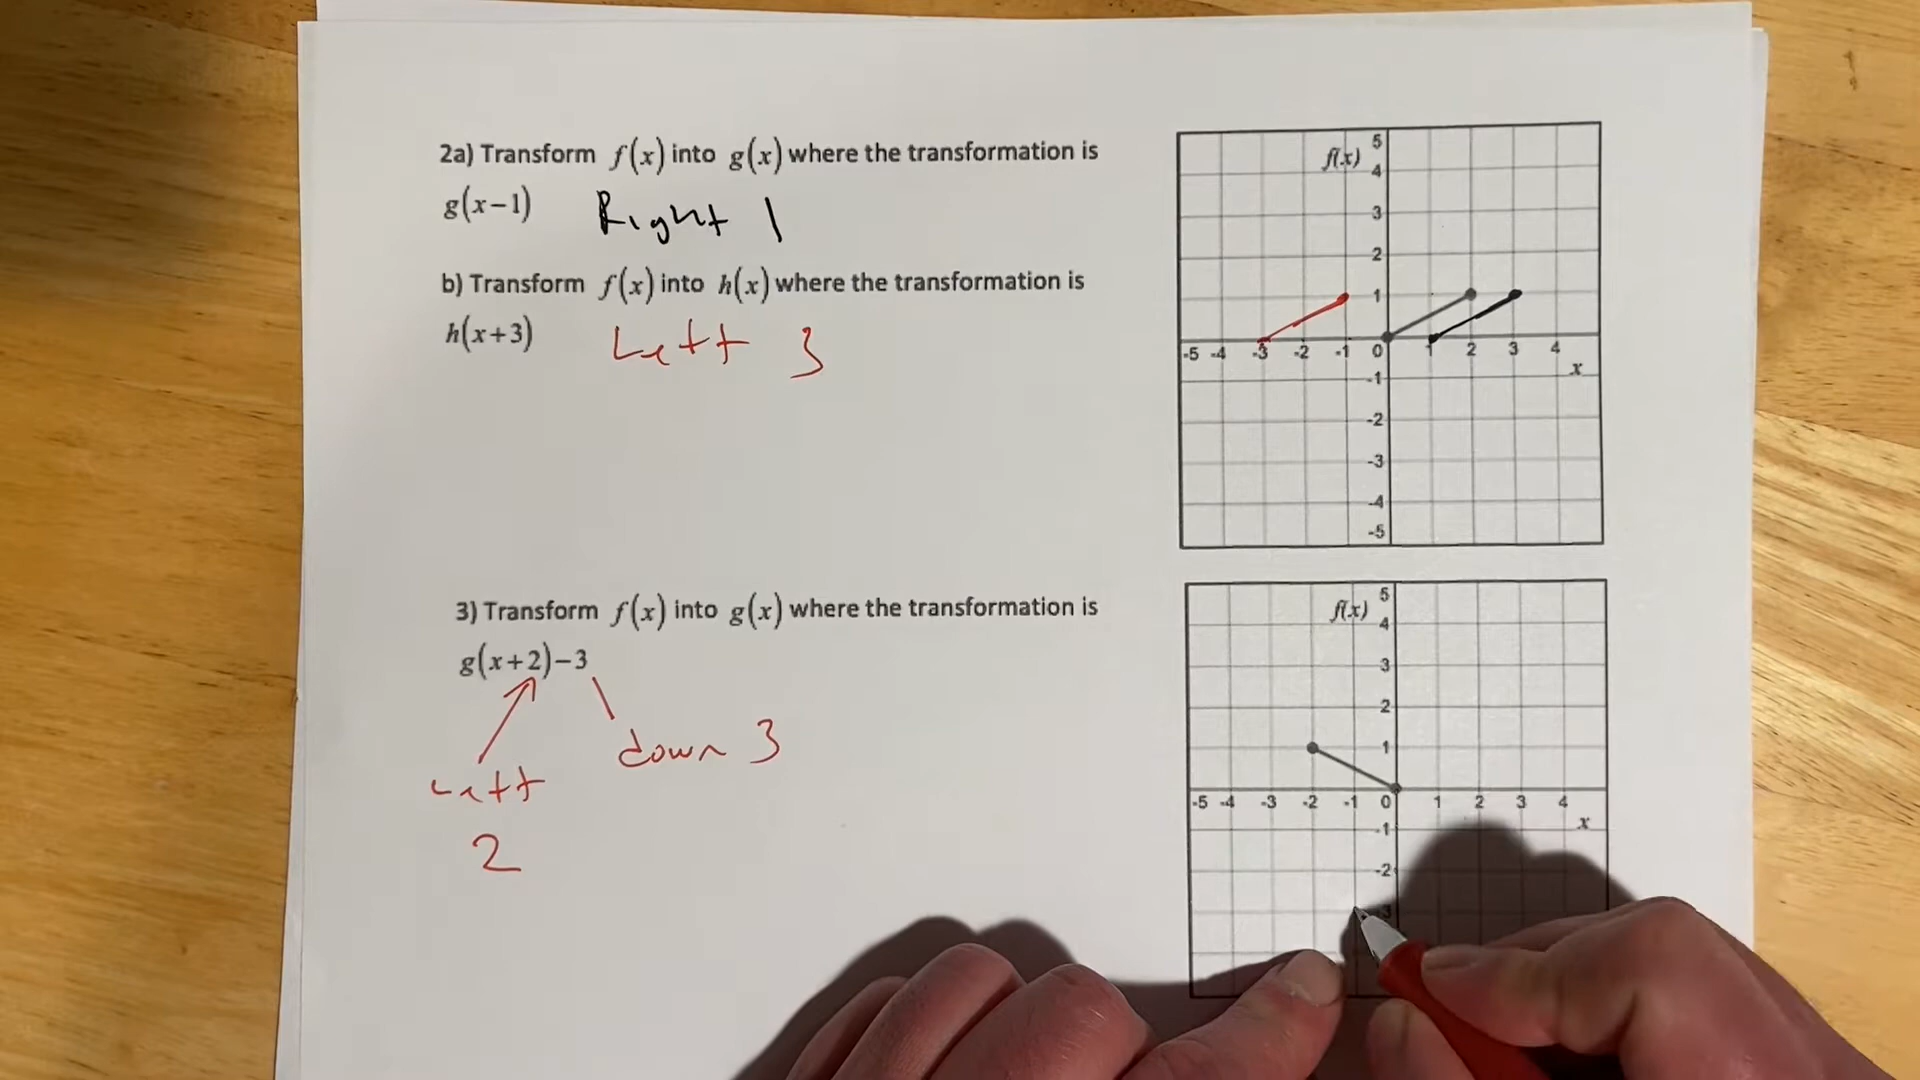 2a) Transform f(x) into g(x) where the transformation is
g(x−1) Right 1
b) Transform f(x) into h(x) where the transformation is
h(x+3) Left 3
f(x)
5
4
3
2
1
-5 -4 -3 -2 -1 0 1 2 3 4
x
-1
-2
-3
-4
-5
3) Transform f(x) into g(x) where the transformation is
g(x+2)−3
down 3
Left
2
f(x)
5
4
3
2
1
-5 -4 -3 -2 -1 0 1 2 3 4
x
-1
-2
-3